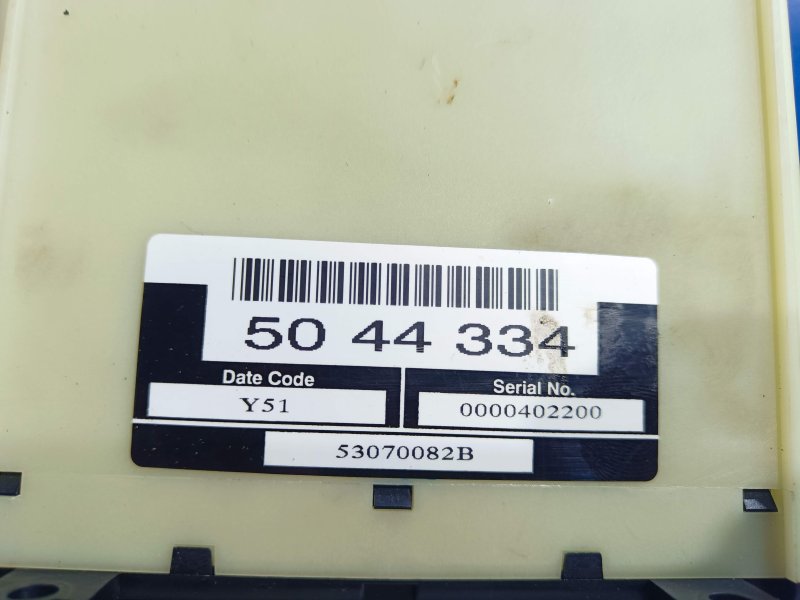 50 44 334
Date Code
Serial No.
Y51
0000402200
53070082B